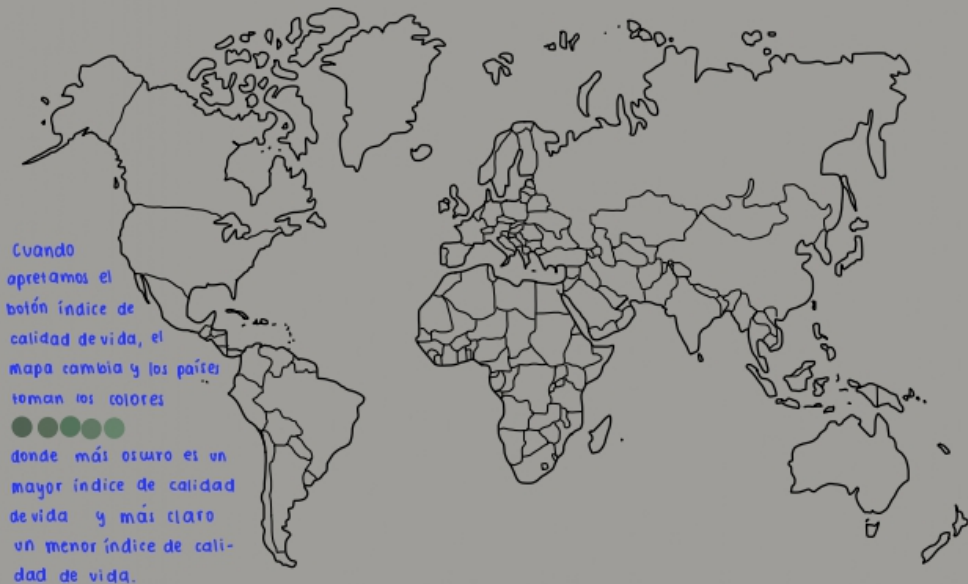 Cuando
apretamos el
botón índice de
calidad de vida, el
mapa cambia y los países
toman los colores
donde más oscuro es un
mayor índice de calidad
de vida y más claro
un menor índice de cali-
dad de vida.